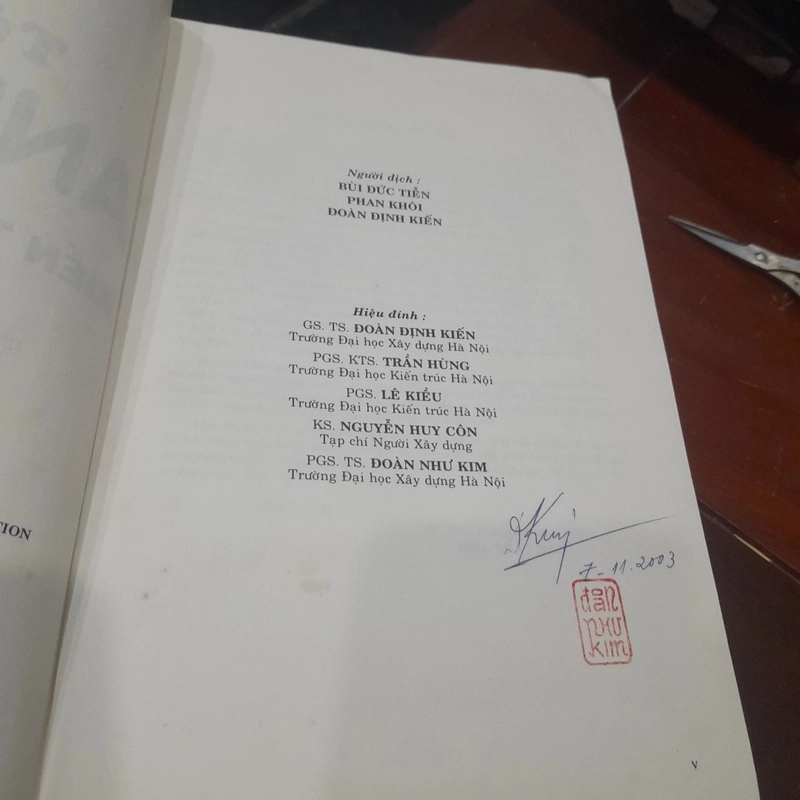 Người dịch :
BÙI ĐỨC TIỄN
PHAN KHÔI
ĐOÀN ĐỊNH KIẾN
Hiệu đính :
GS. TS. ĐOÀN ĐỊNH KIẾN
Trường Đại học Xây dựng Hà Nội
PGS. KTS. TRẦN HÙNG
Trường Đại học Kiến trúc Hà Nội
PGS. LÊ KIỀU
Trường Đại học Kiến trúc Hà Nội
KS. NGUYỄN HUY CÔN
Tạp chí Người Xây dựng
PGS. TS. ĐOÀN NHƯ KIM
Trường Đại học Xây dựng Hà Nội
7-11.2003
đoàn
NHƯ
KIM
V